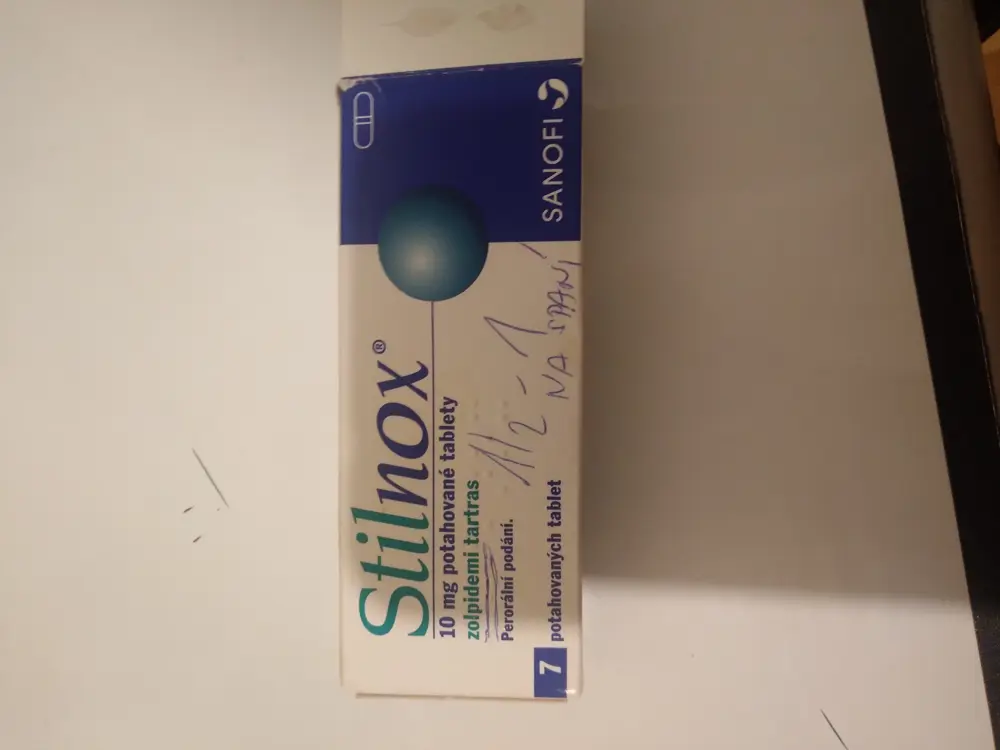 Stilnox®
10 mg potahované tablety
zolpidemi tartras
Perorální podání.
1/2 - 1
NA SPANÍ
7 potahovaných tablet
SANOFI